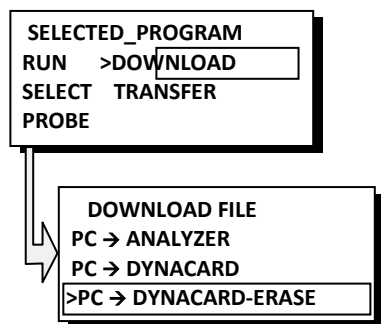 SELECTED_PROGRAM
RUN >DOWNLOAD
SELECT TRANSFER
PROBE
DOWNLOAD FILE
PC → ANALYZER
PC → DYNACARD
>PC → DYNACARD-ERASE